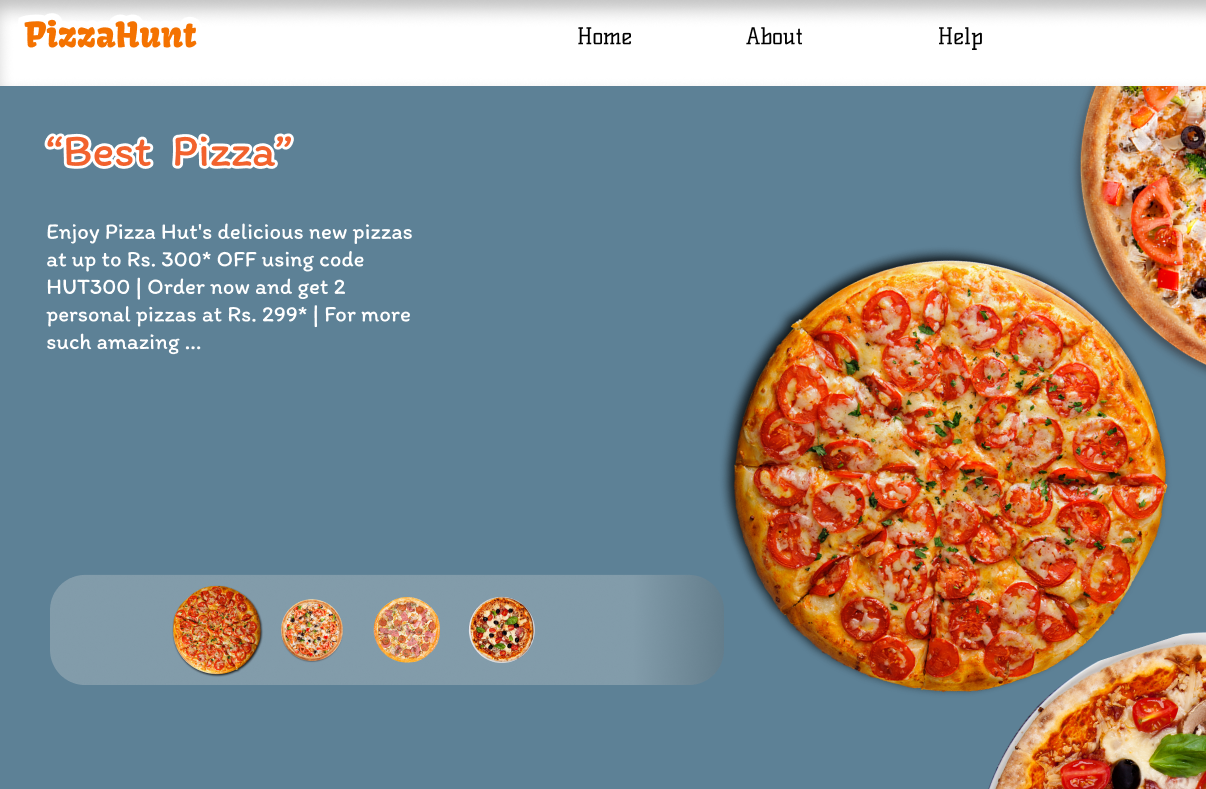 PizzaHunt
Home About Help
“Best Pizza”
Enjoy Pizza Hut's delicious new pizzas
at up to Rs. 300* OFF using code
HUT300 | Order now and get 2
personal pizzas at Rs. 299* | For more
such amazing ...